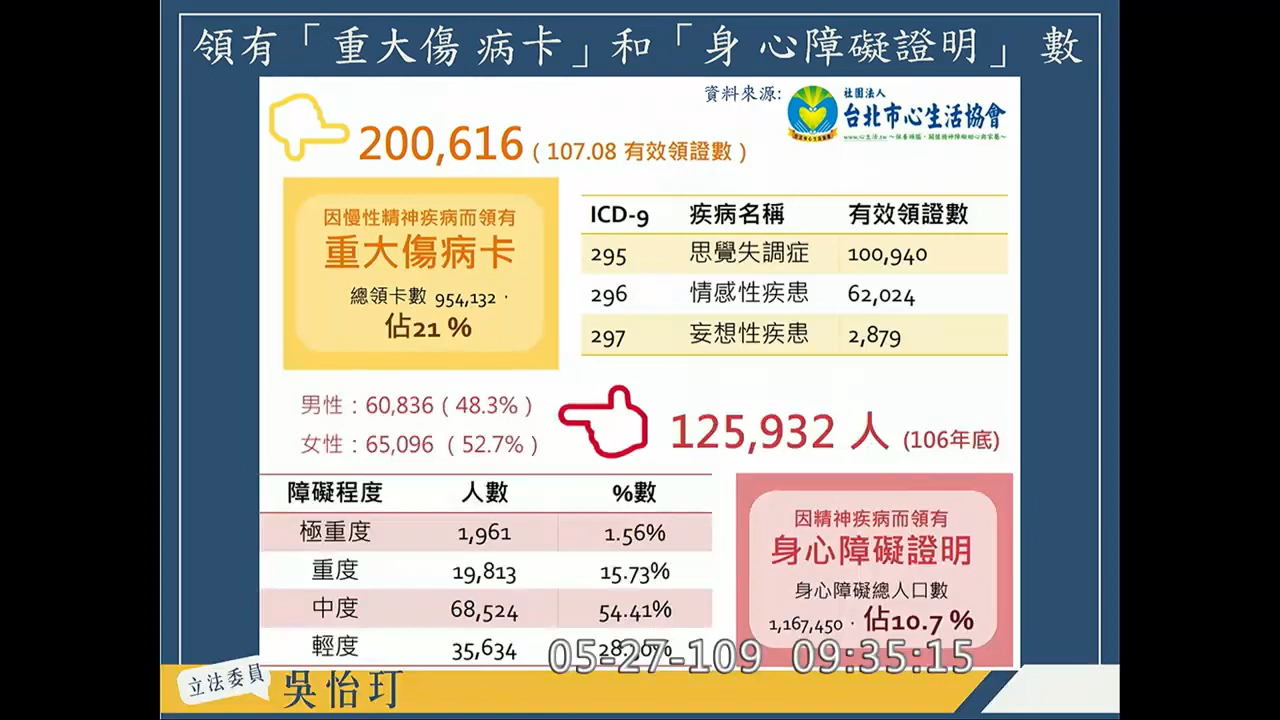 領有「重大傷 病卡」和「身 心障礙證明」 數
資料來源:
社團法人
台北市心生活協會
200,616 ( 107.08 有效領證數 )
因慢性精神疾病而領有
重大傷病卡
總領卡數 954,132．
佔21 %
ICD-9 疾病名稱 有效領證數
295 思覺失調症 100,940
296 情感性疾患 62,024
297 妄想性疾患 2,879
男性：60,836 ( 48.3% )
女性：65,096 ( 52.7% )
125,932 人 (106年底)
障礙程度 人數 %數
極重度 1,961 1.56%
重度 19,813 15.73%
中度 68,524 54.41%
輕度 35,634
因精神疾病而領有
身心障礙證明
身心障礙總人口數
1,167,450．佔10.7 %
05-27-109 09:35:15
立法委員
吳怡玎